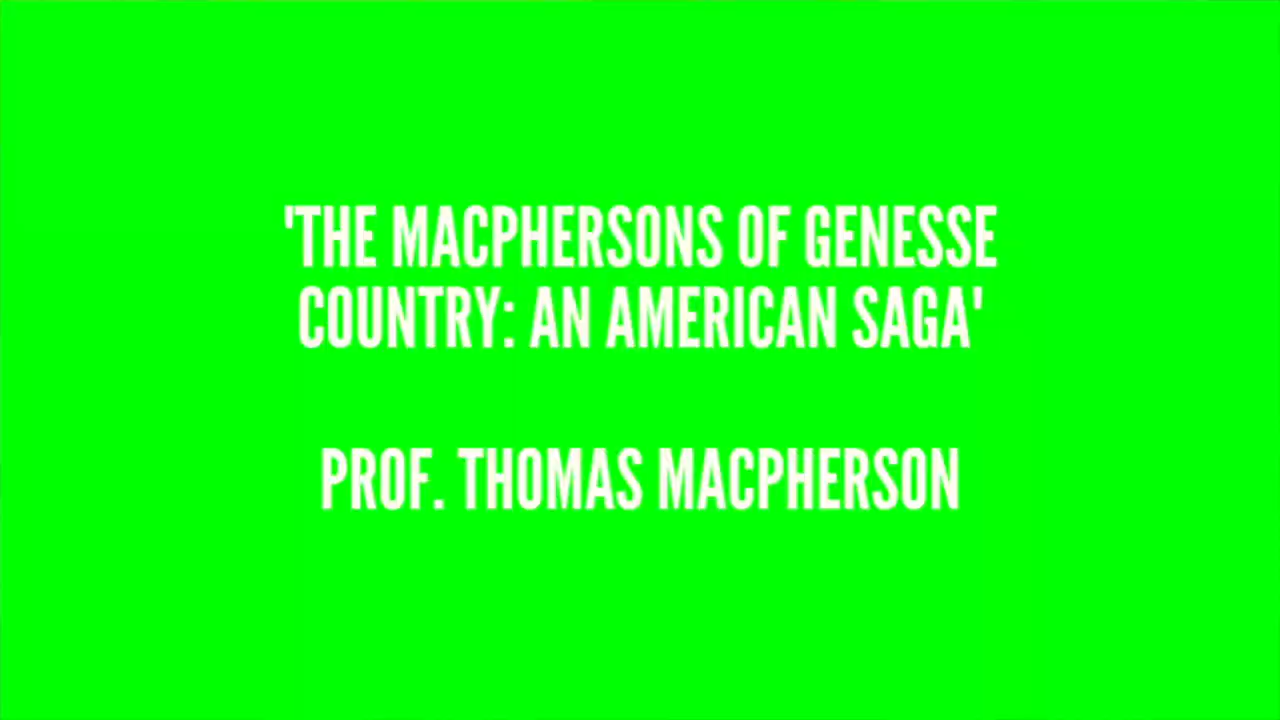 'THE MACPHERSONS OF GENESSE
COUNTRY: AN AMERICAN SAGA'
PROF. THOMAS MACPHERSON